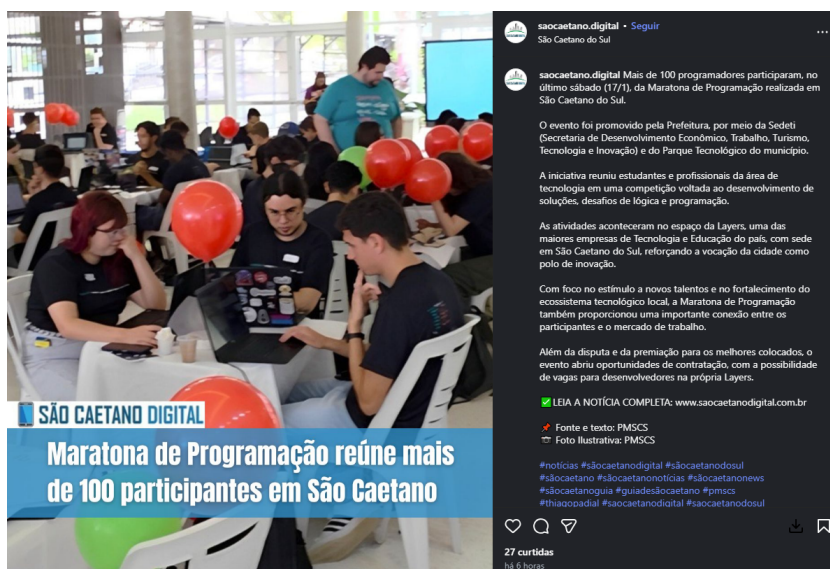 saocaetano.digital • Seguir
São Caetano do Sul
saocaetano.digital Mais de 100 programadores participaram, no
último sábado (17/1), da Maratona de Programação realizada em
São Caetano do Sul.
O evento foi promovido pela Prefeitura, por meio da Sedeti
(Secretaria de Desenvolvimento Econômico, Trabalho, Turismo,
Tecnologia e Inovação) e do Parque Tecnológico do município.
A iniciativa reuniu estudantes e profissionais da área de
tecnologia em uma competição voltada ao desenvolvimento de
soluções, desafios de lógica e programação.
As atividades aconteceram no espaço da Layers, uma das
maiores empresas de Tecnologia e Educação do país, com sede
em São Caetano do Sul, reforçando a vocação da cidade como
polo de inovação.
Com foco no estímulo a novos talentos e no fortalecimento do
ecossistema tecnológico local, a Maratona de Programação
também proporcionou uma importante conexão entre os
participantes e o mercado de trabalho.
Além da disputa e da premiação para os melhores colocados, o
evento abriu oportunidades de contratação, com a possibilidade
de vagas para desenvolvedores na própria Layers.
✅ LEIA A NOTÍCIA COMPLETA: www.saocaetanodigital.com.br
📌 Fonte e texto: PMSCS
📷 Foto Ilustrativa: PMSCS
#notícias #sãocaetanodigital #sãocaetanodosul
#sãocaetano #sãocaetanonotícias #sãocaetanonews
#sãocaetanoguia #guiadesãocaetano #pmscs
#thiagopadial #saocaetanodigital #saocaetanodosul
27 curtidas
há 6 horas
SÃO CAETANO DIGITAL
Maratona de Programação reúne mais
de 100 participantes em São Caetano